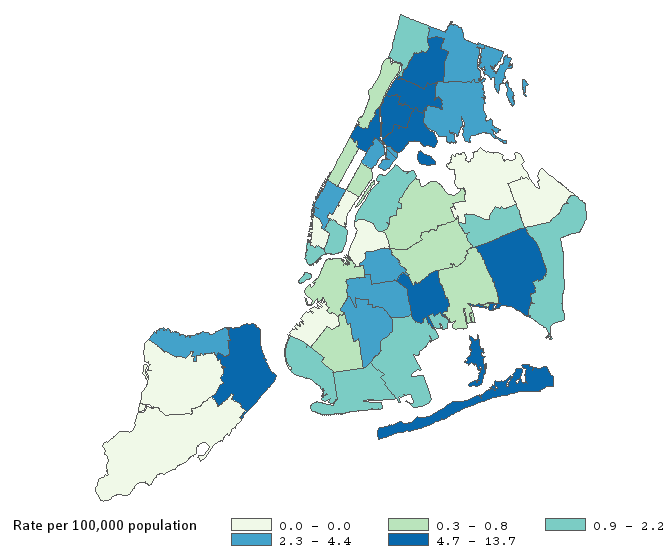 Rate per 100,000 population 0.0 - 0.0 0.3 - 0.8 0.9 - 2.2
2.3 - 4.4 4.7 - 13.7